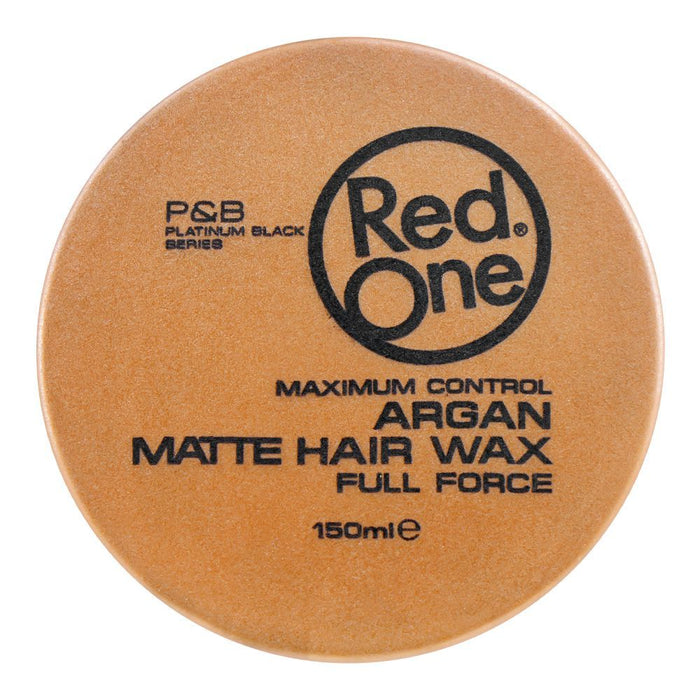 P&B
PLATINUM BLACK
SERIES
Red®
One
MAXIMUM CONTROL
ARGAN
MATTE HAIR WAX
FULL FORCE
150ml e